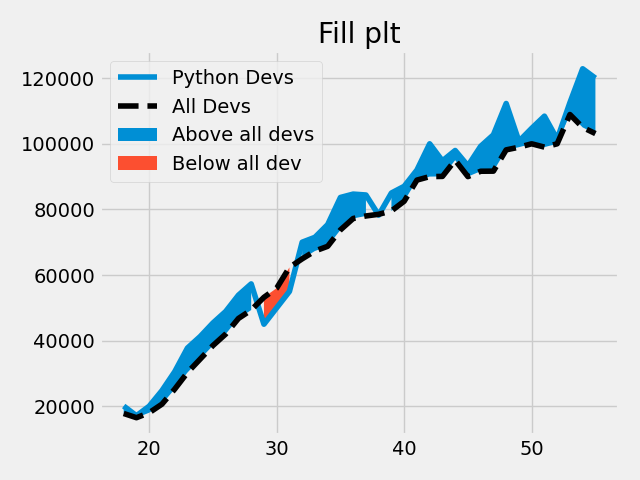 Fill plt
Python Devs
All Devs
Above all devs
Below all dev
120000
100000
80000
60000
40000
20000
20 30 40 50